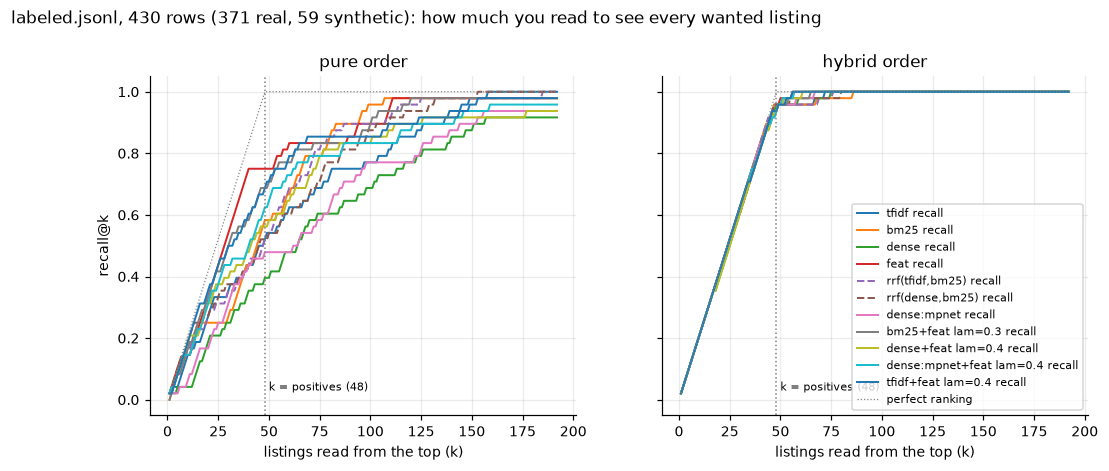 labeled.jsonl, 430 rows (371 real, 59 synthetic): how much you read to see every wanted listing
pure order
recall@k
1.0
0.8
0.6
0.4
0.2
0.0
k = positives (48)
0 25 50 75 100 125 150 175 200
listings read from the top (k)
hybrid order
tfidf recall
bm25 recall
dense recall
feat recall
rrf(tfidf,bm25) recall
rrf(dense,bm25) recall
dense:mpnet recall
bm25+feat lam=0.3 recall
dense+feat lam=0.4 recall
dense:mpnet+feat lam=0.4 recall
tfidf+feat lam=0.4 recall
perfect ranking
k = positives (48)
0 25 50 75 100 125 150 175 200
listings read from the top (k)